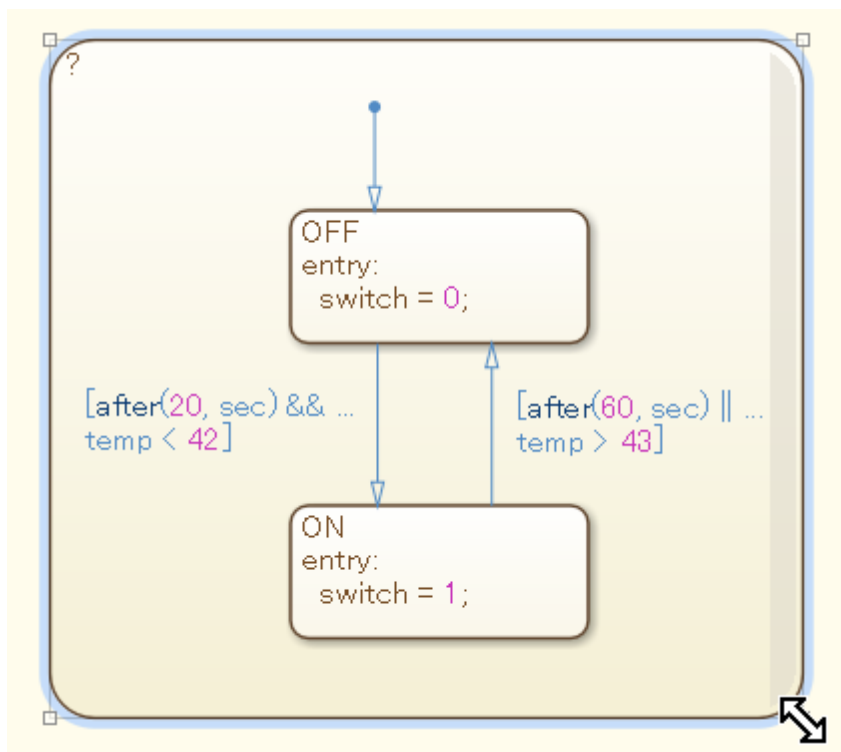 ?
OFF
entry:
switch = 0;
[after(20, sec) && ...
temp < 42]
[after(60, sec) || ...
temp > 43]
ON
entry:
switch = 1;